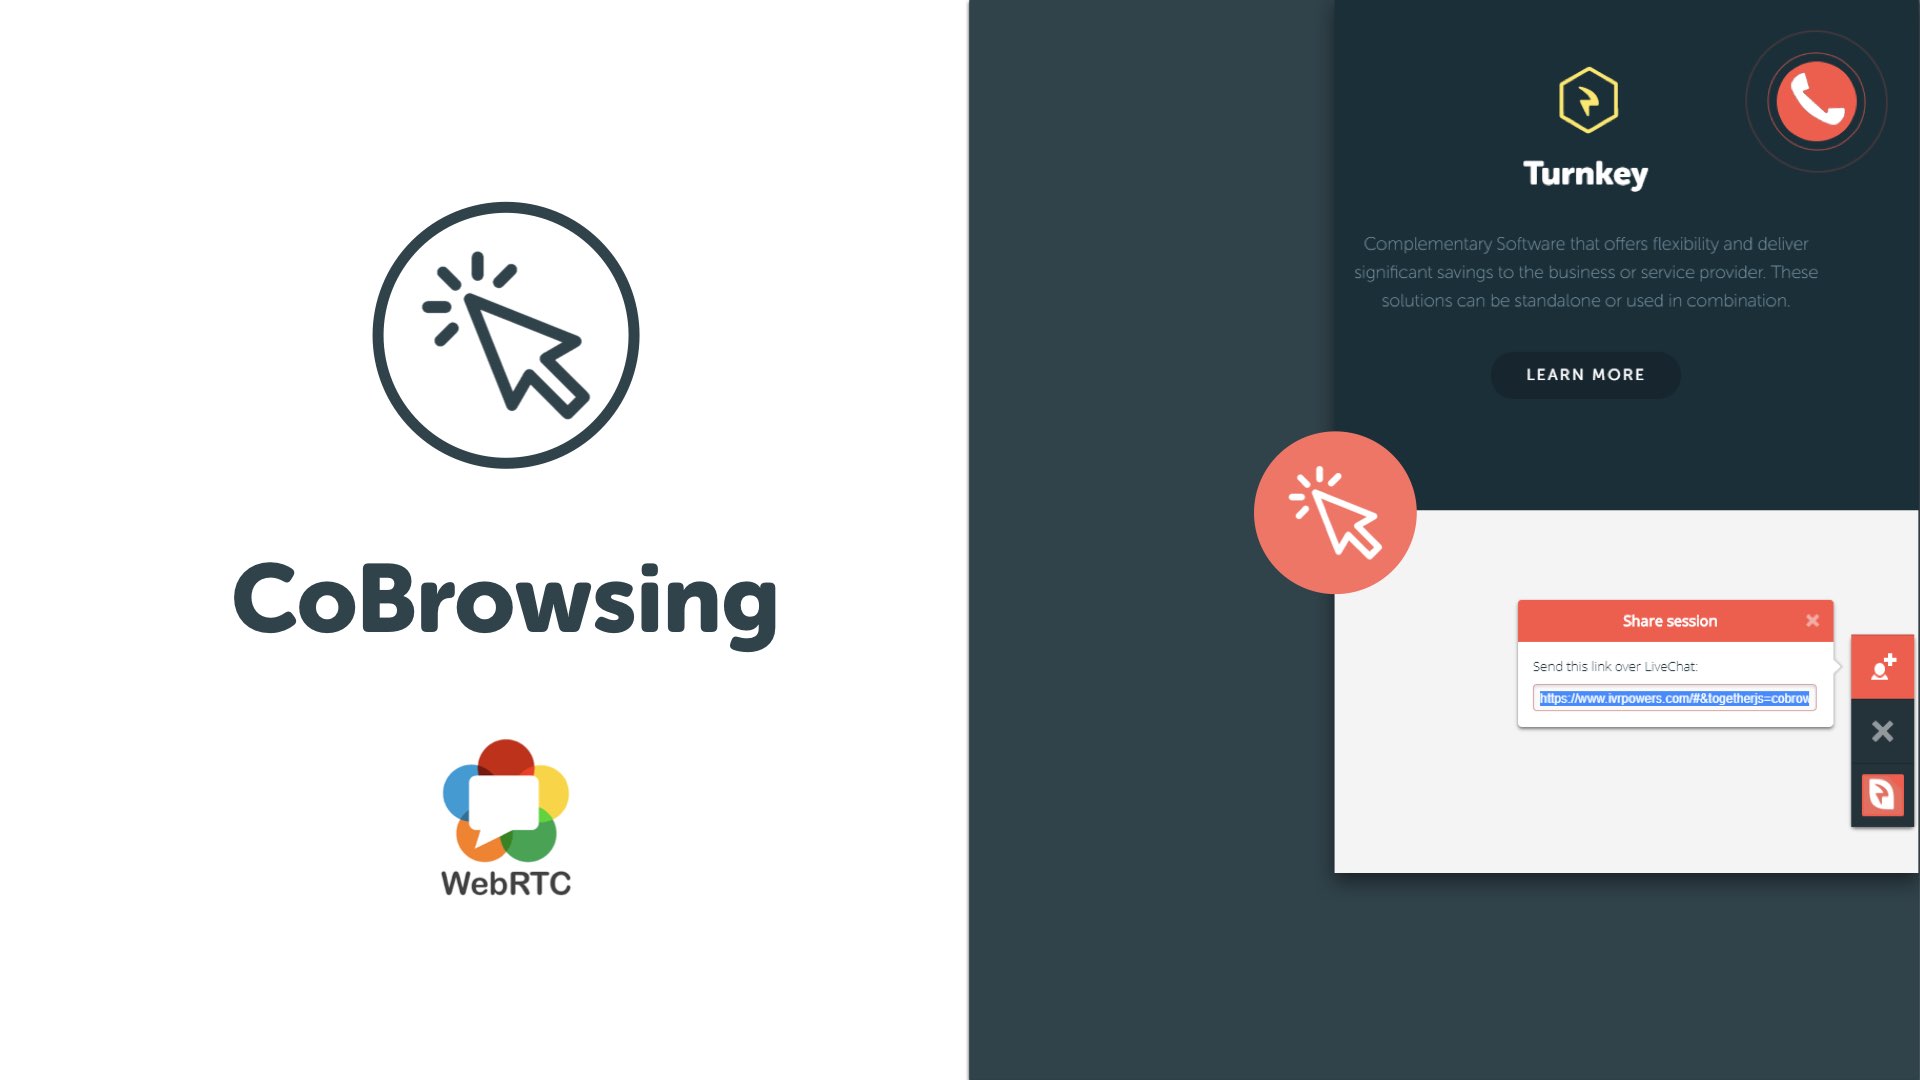 CoBrowsing
WebRTC
Turnkey
Complementary Software that offers flexibility and deliver
significant savings to the business or service provider. These
solutions can be standalone or used in combination.
LEARN MORE
Share session
Send this link over LiveChat:
https://www.ivrpowers.com/#&togetherjs=cobrow